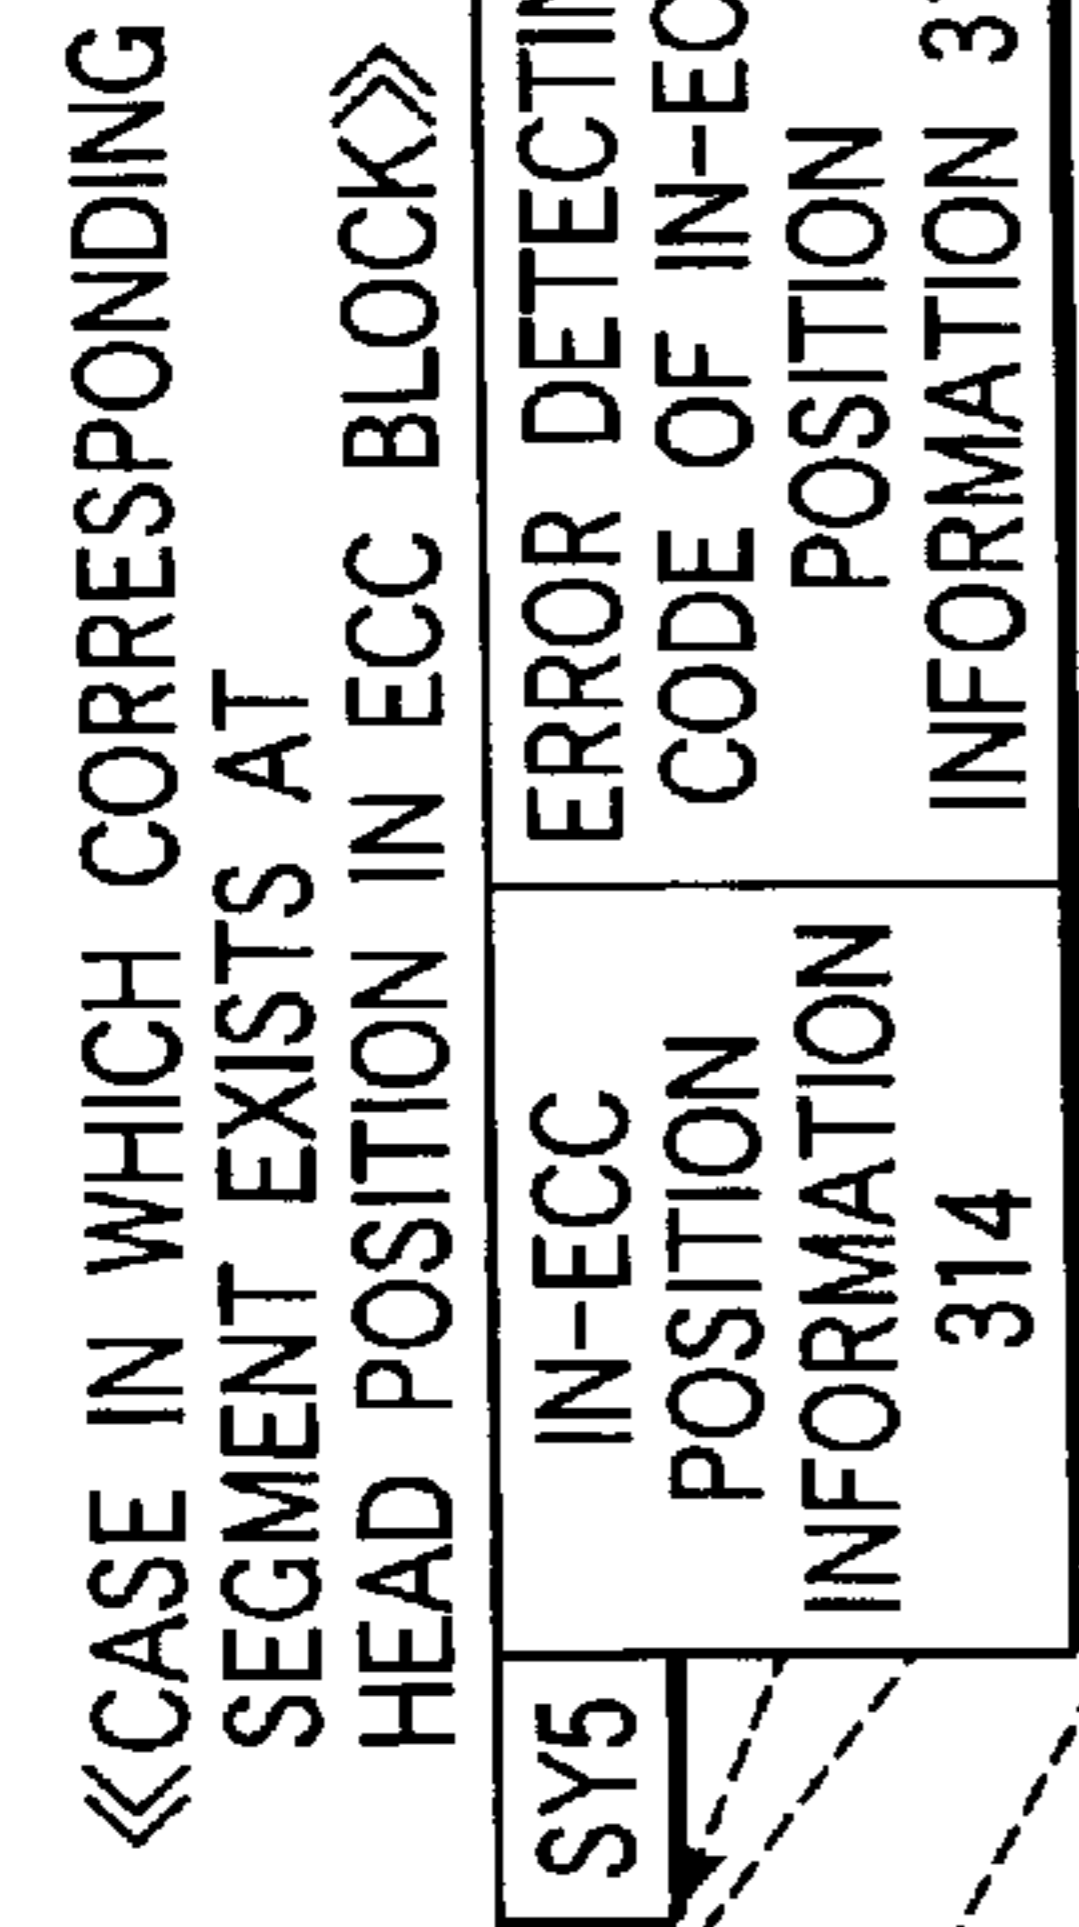 ≪CASE IN WHICH CORRESPONDING
SEGMENT EXISTS AT
HEAD POSITION IN ECC BLOCK≫
SY5
IN-ECC
POSITION
INFORMATION
314
ERROR DETECTIN
CODE OF IN-EC
POSITION
INFORMATION 3